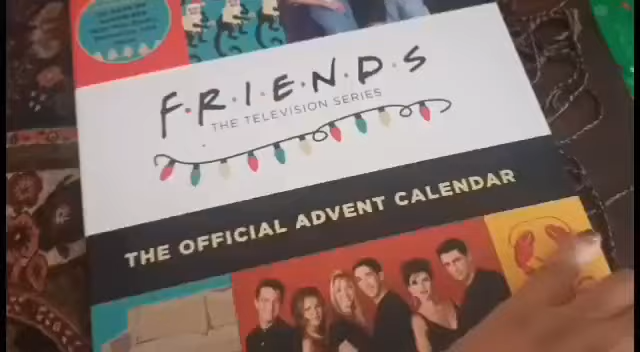 F·R·I·E·N·D·S
THE TELEVISION SERIES
THE OFFICIAL ADVENT CALENDAR